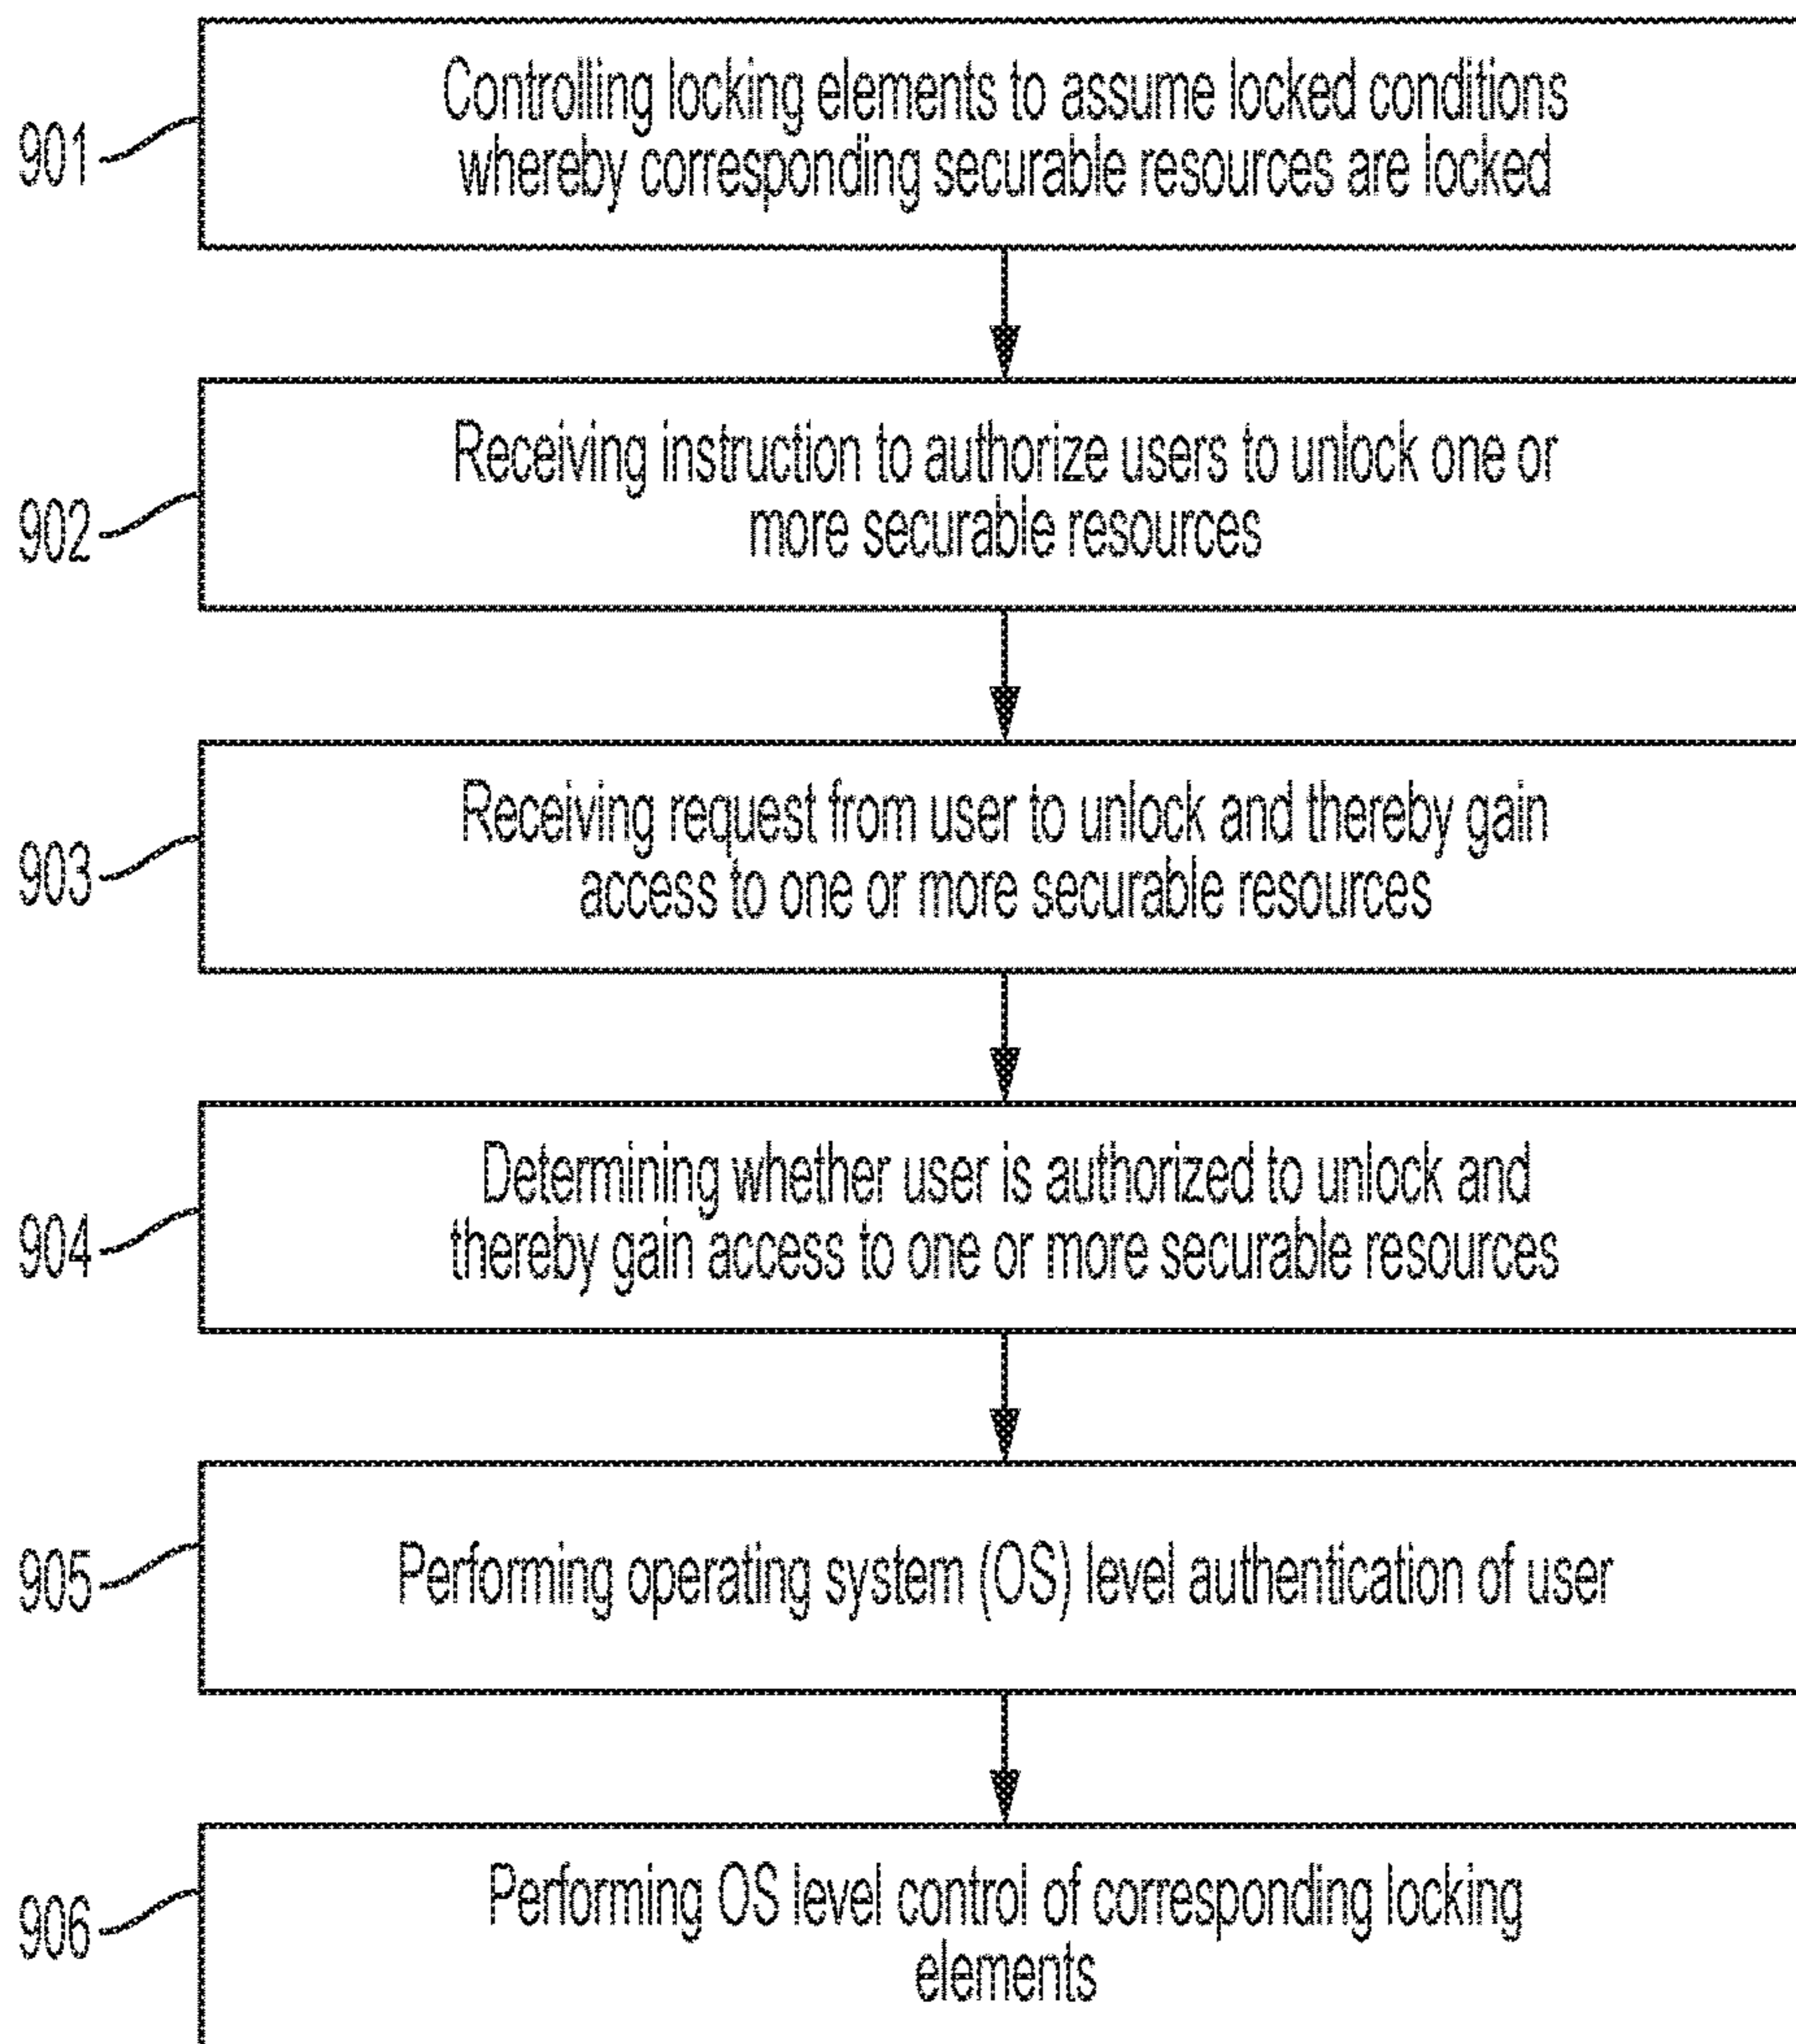 901
Controlling locking elements to assume locked conditions
whereby corresponding securable resources are locked
902
Receiving instruction to authorize users to unlock one or
more securable resources
903
Receiving request from user to unlock and thereby gain
access to one or more securable resources
904
Determining whether user is authorized to unlock and
thereby gain access to one or more securable resources
905
Performing operating system (OS) level authentication of user
906
Performing OS level control of corresponding locking
elements